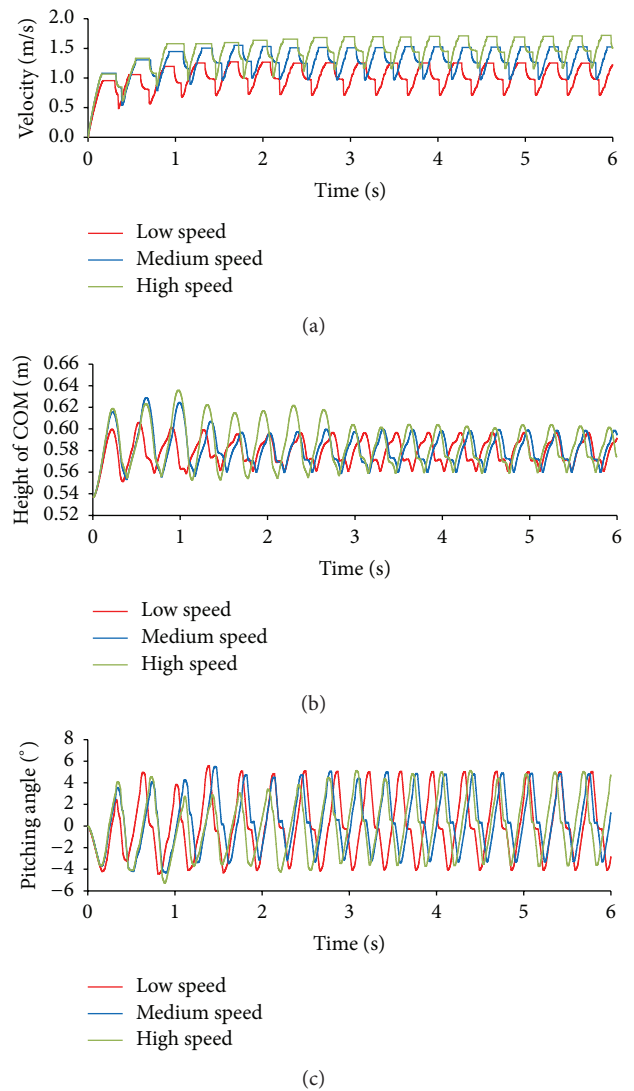 2.0
1.5
1.0
0.5
0.0
Velocity (m/s)
0 1 2 3 4 5 6
Time (s)
Low speed
Medium speed
High speed
(a)
0.66
0.64
0.62
0.60
0.58
0.56
0.54
0.52
Height of COM (m)
0 1 2 3 4 5 6
Time (s)
Low speed
Medium speed
High speed
(b)
8
6
4
2
0
−2
−4
−6
Pitching angle (°)
0 1 2 3 4 5 6
Time (s)
Low speed
Medium speed
High speed
(c)